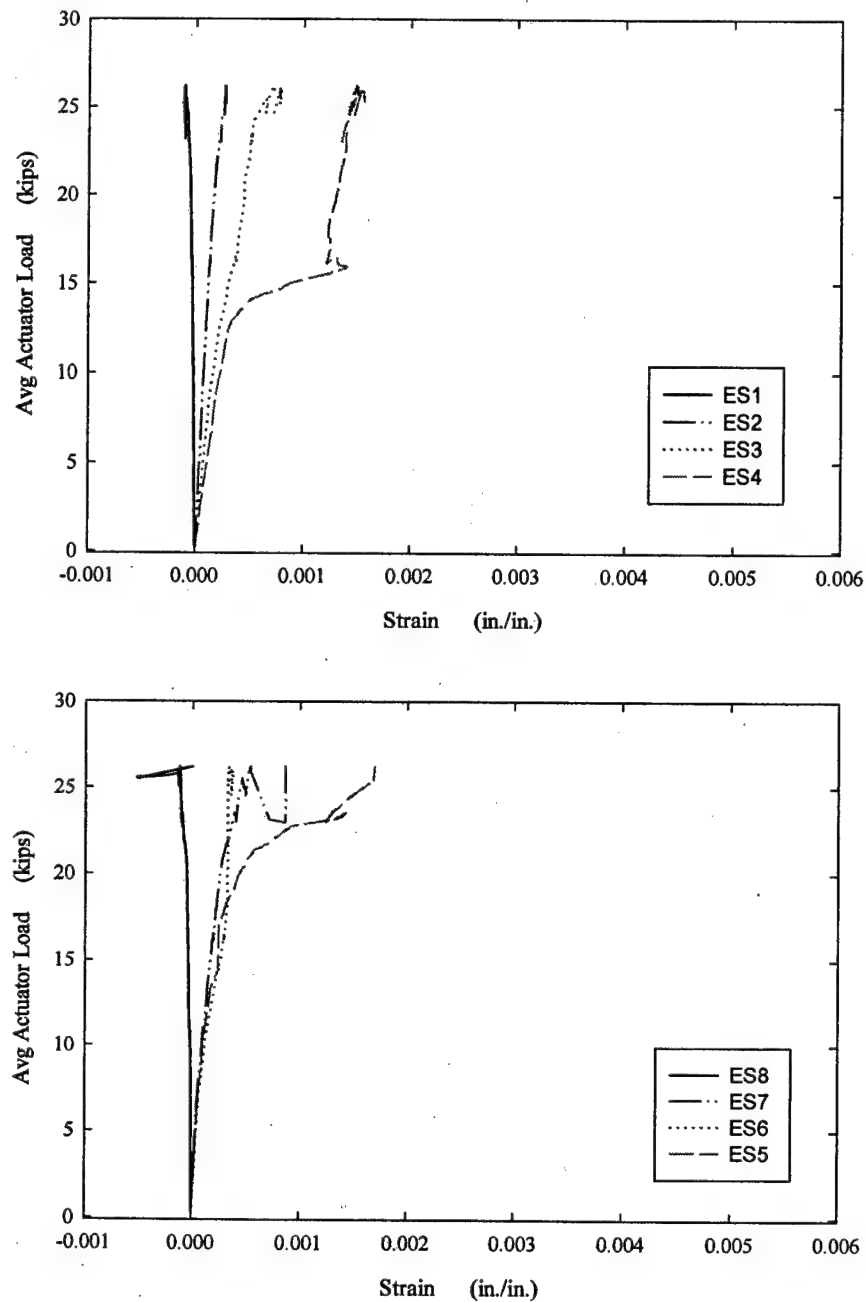 30
25
20
15
10
5
0
Avg Actuator Load (kips)
ES1
ES2
ES3
ES4
-0.001 0.000 0.001 0.002 0.003 0.004 0.005 0.006
Strain (in./in.)
30
25
20
15
10
5
0
Avg Actuator Load (kips)
ES8
ES7
ES6
ES5
-0.001 0.000 0.001 0.002 0.003 0.004 0.005 0.006
Strain (in./in.)